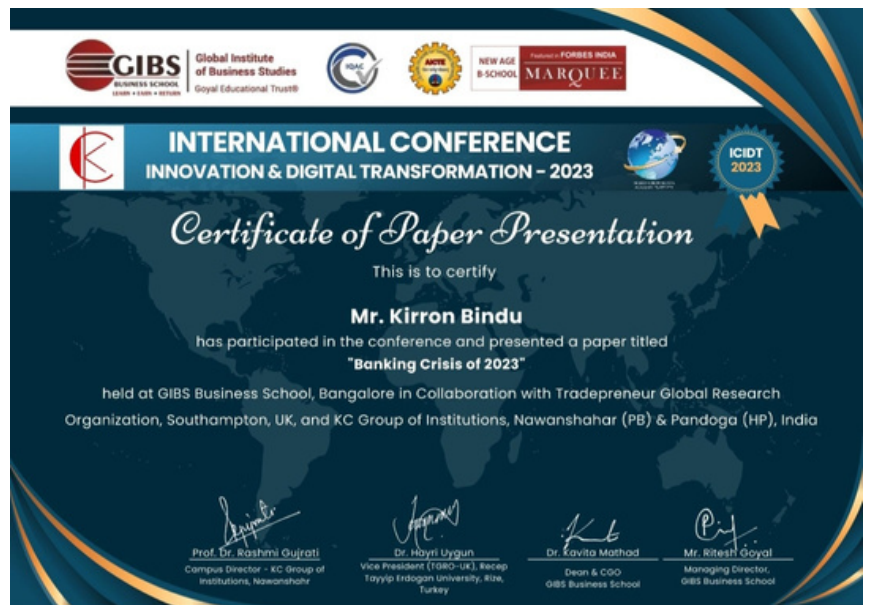 GIBS
BUSINESS SCHOOL
LEARN • EARN • RETURN
Global Institute
of Business Studies
Goyal Educational Trust®
IQAC
AICTE
NEW AGE
B-SCHOOL
Featured in FORBES INDIA
MARQUEE
INTERNATIONAL CONFERENCE
INNOVATION & DIGITAL TRANSFORMATION - 2023
ICIDT
2023
Certificate of Paper Presentation
This is to certify
Mr. Kirron Bindu
has participated in the conference and presented a paper titled
"Banking Crisis of 2023"
held at GIBS Business School, Bangalore in Collaboration with Tradepreneur Global Research
Organization, Southampton, UK, and KC Group of Institutions, Nawanshahar (PB) & Pandoga (HP), India
Prof. Dr. Rashmi Gujrati
Campus Director - KC Group of
Institutions, Nawanshahr
Dr. Hayri Uygun
Vice President (TGRO-UK), Recep
Tayyip Erdogan University, Rize,
Turkey
Dr. Kavita Mathad
Dean & CGO
GIBS Business School
Mr. Ritesh Goyal
Managing Director,
GIBS Business School